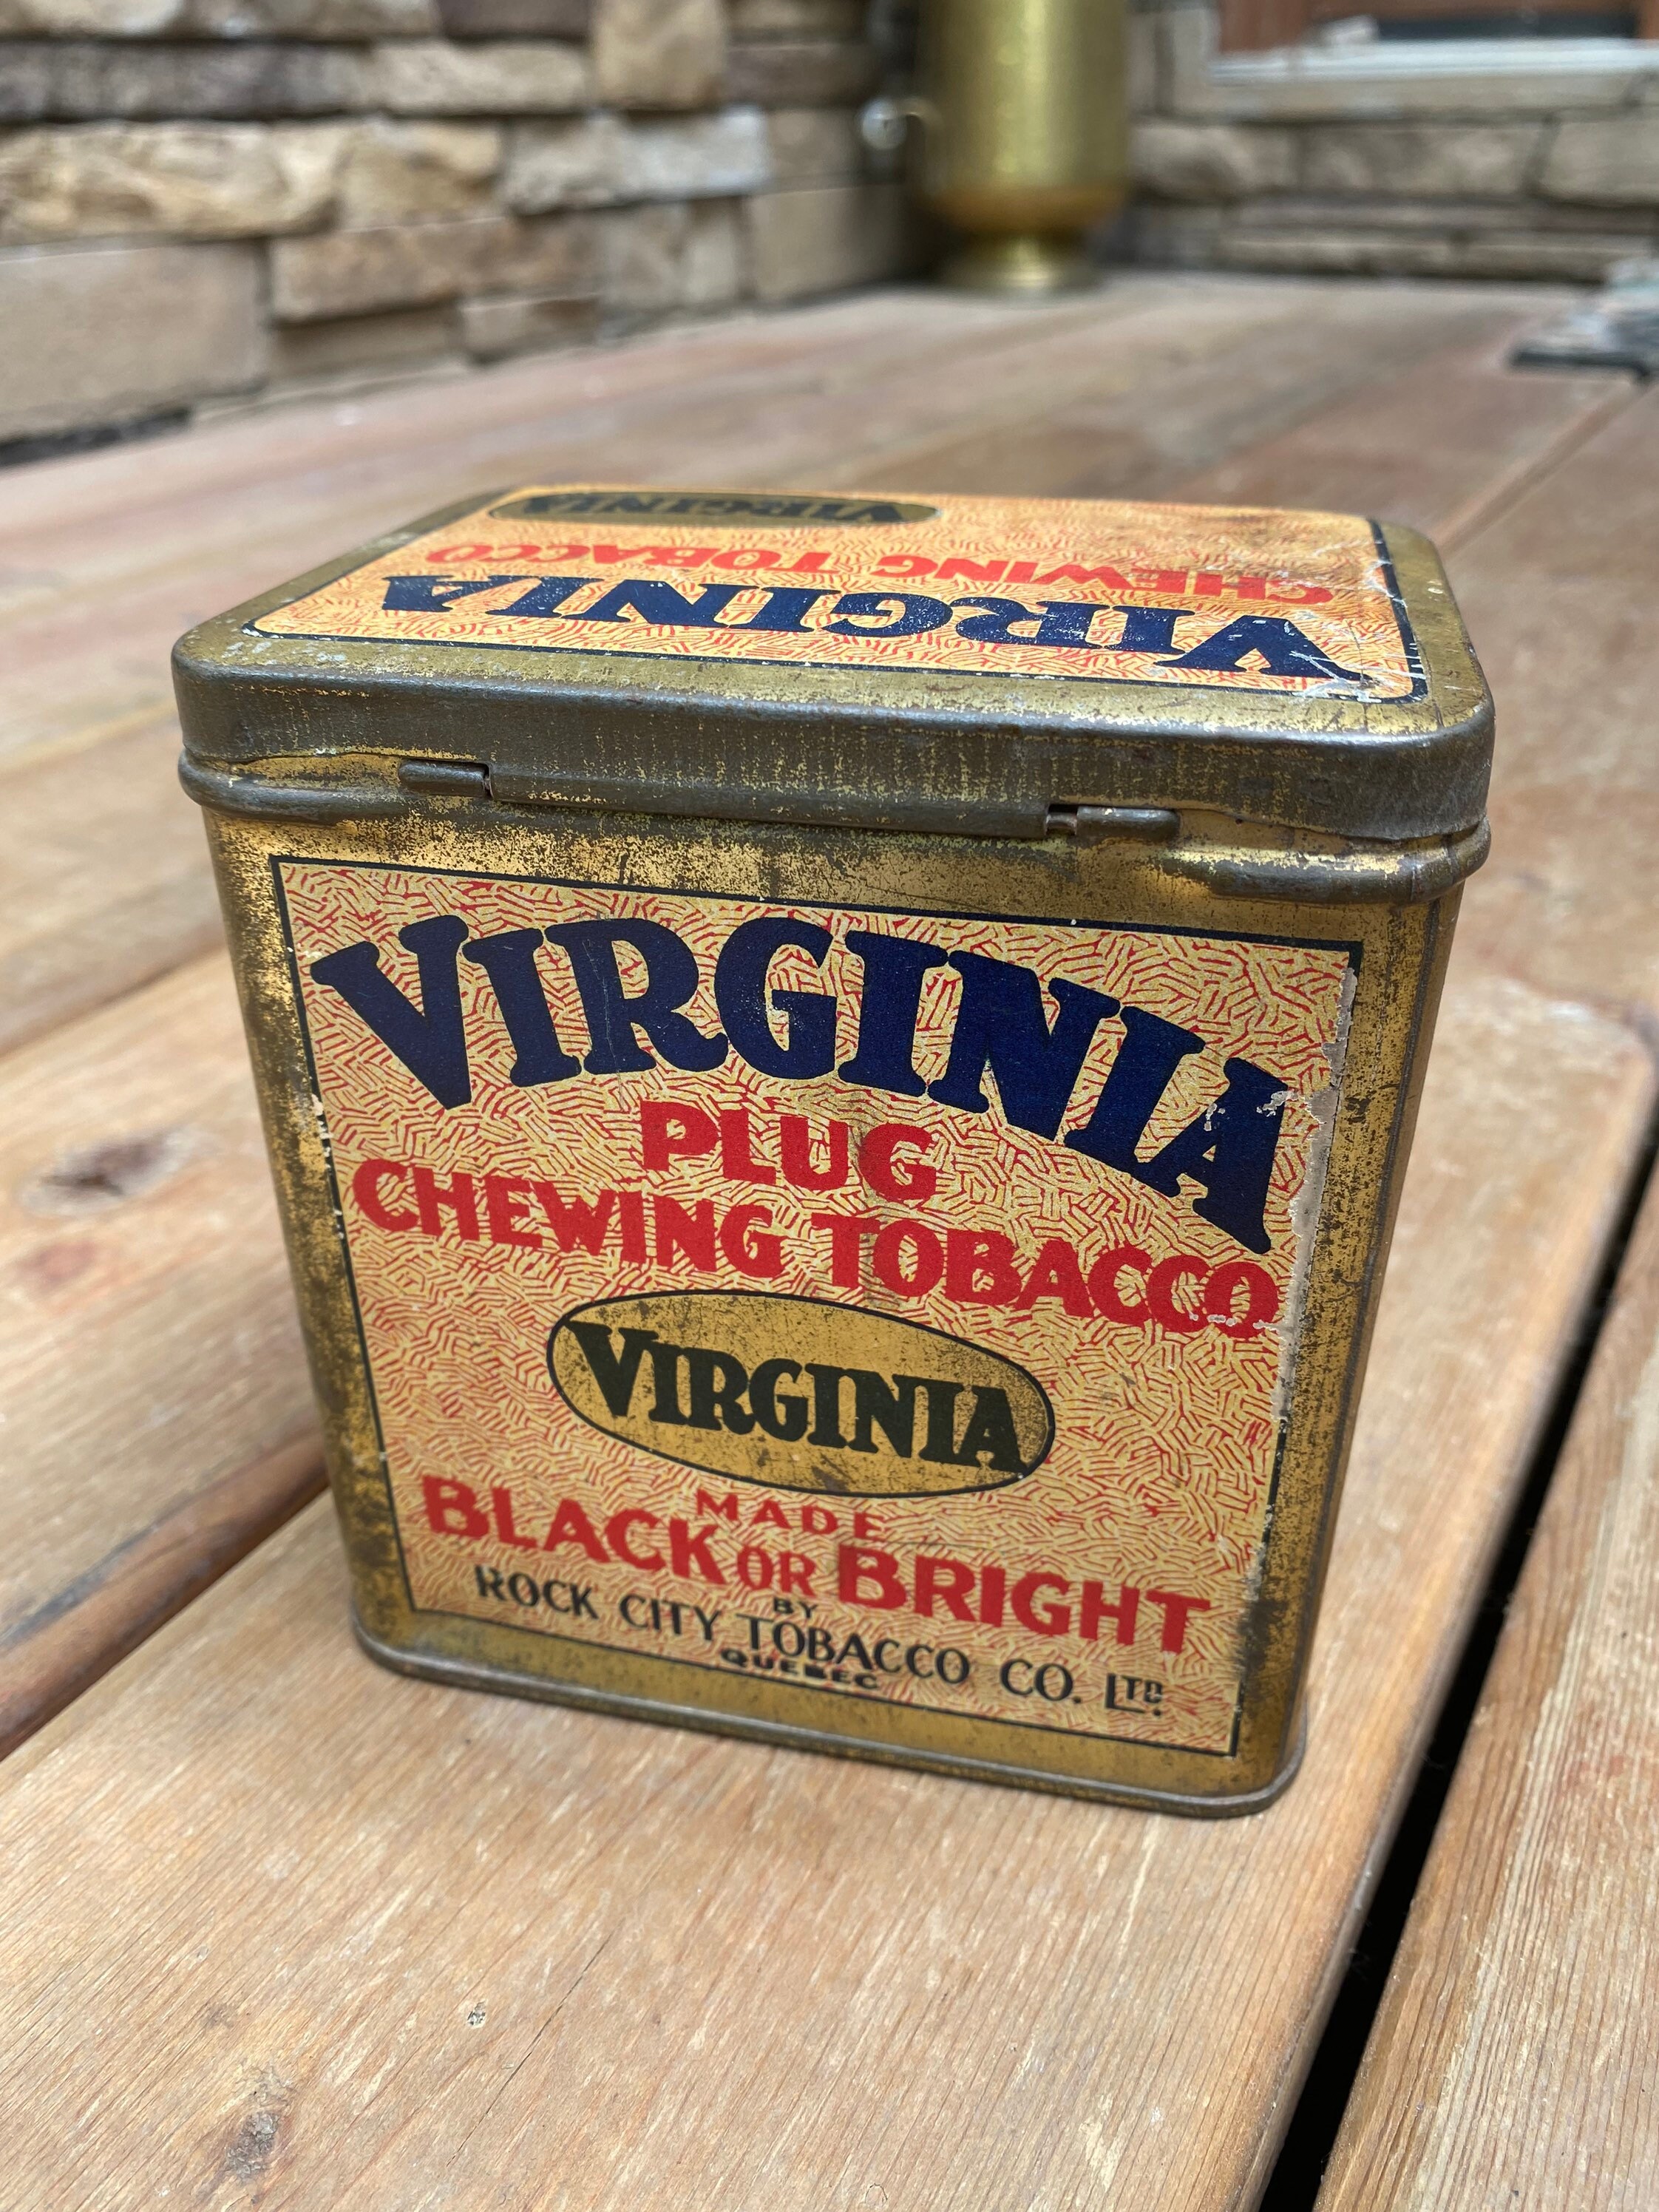 VIRGINIA
CHEWING TOBACCO
VIRGINIA
VIRGINIA
PLUG
CHEWING TOBACCO
VIRGINIA
MADE
BLACK OR BRIGHT
BY
ROCK CITY TOBACCO CO. LTD.
QUEBEC